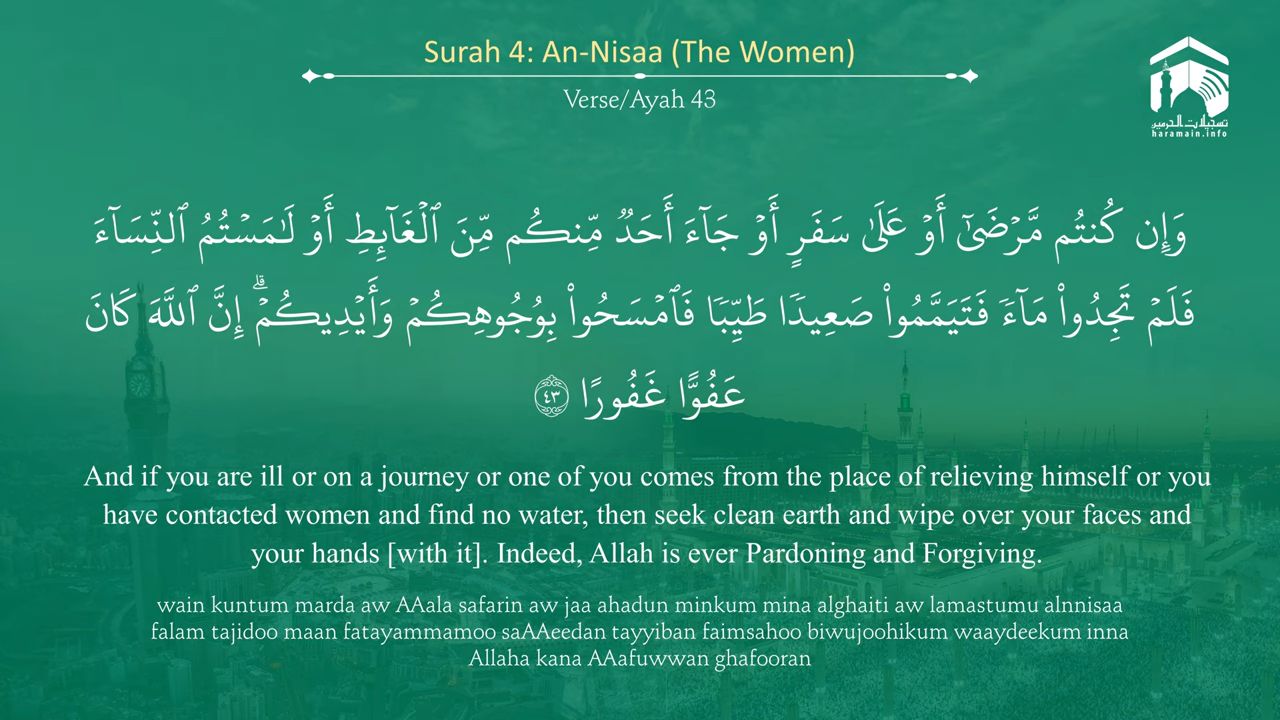 Surah 4: An-Nisaa (The Women)
Verse/Ayah 43
تسجيلات الحرمين
haramain.info
وَإِن كُنتُم مَّرْضَىٰٓ أَوْ عَلَىٰ سَفَرٍ أَوْ جَآءَ أَحَدٌ مِّنكُم مِّنَ ٱلْغَآئِطِ أَوْ لَـٰمَسْتُمُ ٱلنِّسَآءَ
فَلَمْ تَجِدُوا۟ مَآءً فَتَيَمَّمُوا۟ صَعِيدًا طَيِّبًا فَٱمْسَحُوا۟ بِوُجُوهِكُمْ وَأَيْدِيكُمْ ۗ إِنَّ ٱللَّهَ كَانَ
عَفُوًّا غَفُورًا ٤٣
And if you are ill or on a journey or one of you comes from the place of relieving himself or you
have contacted women and find no water, then seek clean earth and wipe over your faces and
your hands [with it]. Indeed, Allah is ever Pardoning and Forgiving.
wain kuntum marda aw AAala safarin aw jaa ahadun minkum mina alghaiti aw lamastumu alnnisaa
falam tajidoo maan fatayammamoo saAAeedan tayyiban faimsahoo biwujoohikum waaydeekum inna
Allaha kana AAafuwwan ghafooran